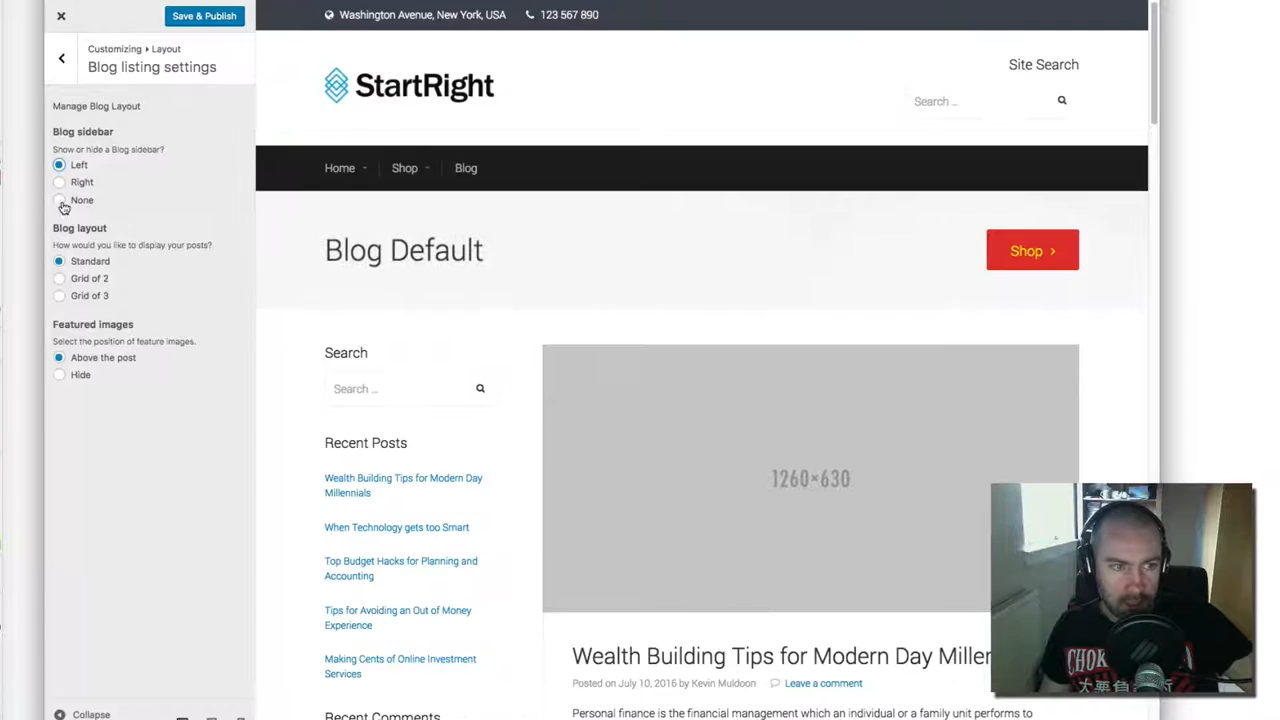 Save & Publish
Customizing ▸ Layout
Blog listing settings
Manage Blog Layout
Blog sidebar
Show or hide a Blog sidebar?
Left
Right
None
Blog layout
How would you like to display your posts?
Standard
Grid of 2
Grid of 3
Featured images
Select the position of feature images.
Above the post
Hide
Collapse
Washington Avenue, New York, USA 123 567 890
StartRight
Site Search
Search ...
Home Shop Blog
Blog Default
Shop ›
Search
Search ...
Recent Posts
Wealth Building Tips for Modern Day
Millennials
When Technology gets too Smart
Top Budget Hacks for Planning and
Accounting
Tips for Avoiding an Out of Money
Experience
Making Cents of Online Investment
Services
Recent Comments
1260×630
Wealth Building Tips for Modern Day Millen
Posted on July 10, 2016 by Kevin Muldoon Leave a comment
Personal finance is the financial management which an individual or a family unit performs to